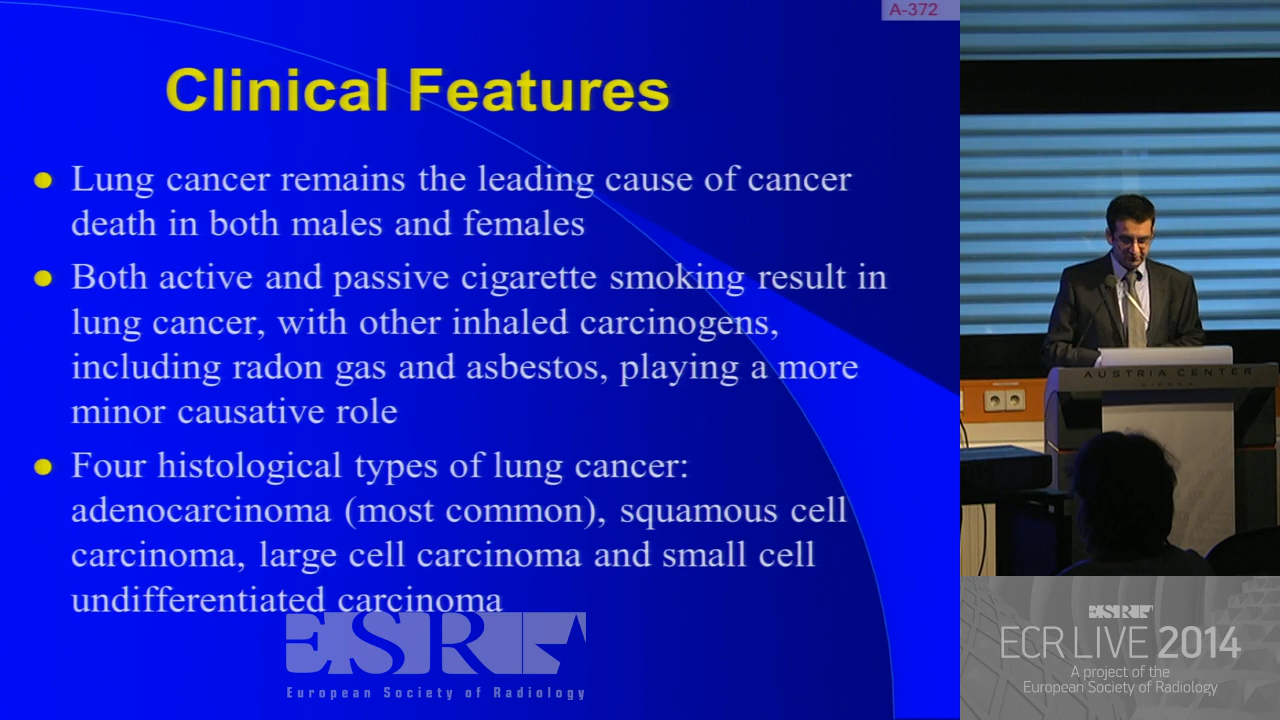 A-372
Clinical Features
Lung cancer remains the leading cause of cancer
death in both males and females
Both active and passive cigarette smoking result in
lung cancer, with other inhaled carcinogens,
including radon gas and asbestos, playing a more
minor causative role
Four histological types of lung cancer:
adenocarcinoma (most common), squamous cell
carcinoma, large cell carcinoma and small cell
undifferentiated carcinoma
ESR
European Society of Radiology
AUSTRIA CENTER
ESR
ECR LIVE 2014
A project of the
European Society of Radiology